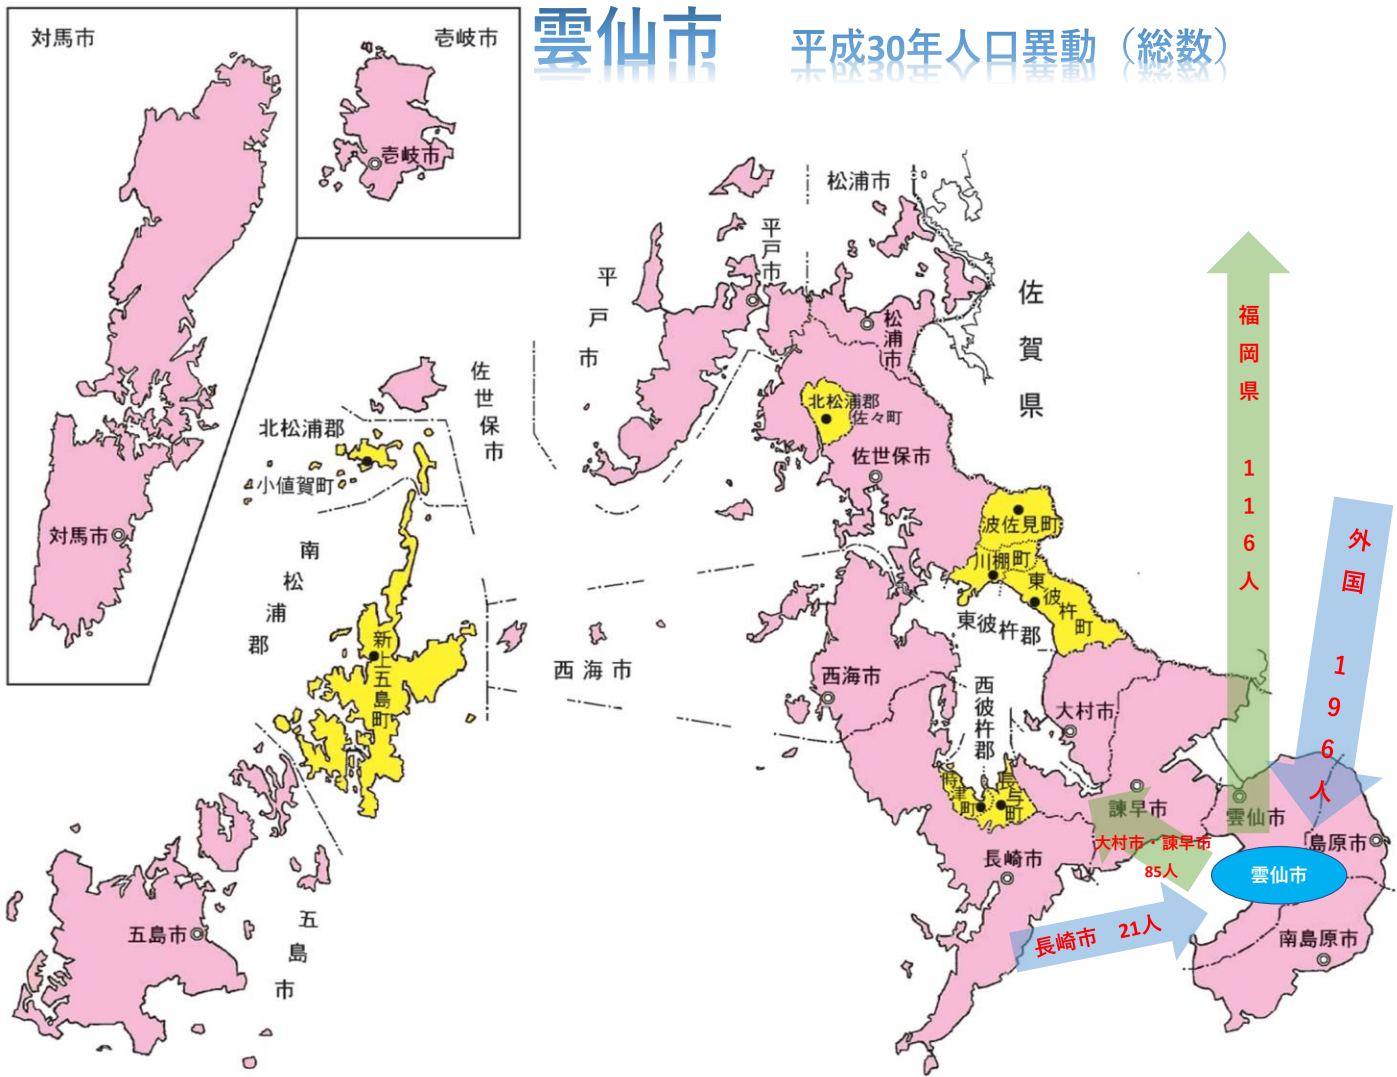 雲仙市　平成30年人口異動（総数）
対馬市
壱岐市
壱岐市
対馬市
松浦市
平戸市
平戸市
松浦市
佐賀県
佐世保市
北松浦郡
小値賀町
北松浦郡
佐々町
佐世保市
波佐見町
川棚町
東彼杵町
東彼杵郡
南松浦郡
新上五島町
西海市
西海市
西彼杵郡
大村市
時津町
長与町
諫早市
雲仙市
島原市
長崎市
南島原市
五島市
五島市
福岡県　116人
外国　196人
大村市・諫早市
85人
雲仙市
長崎市　21人